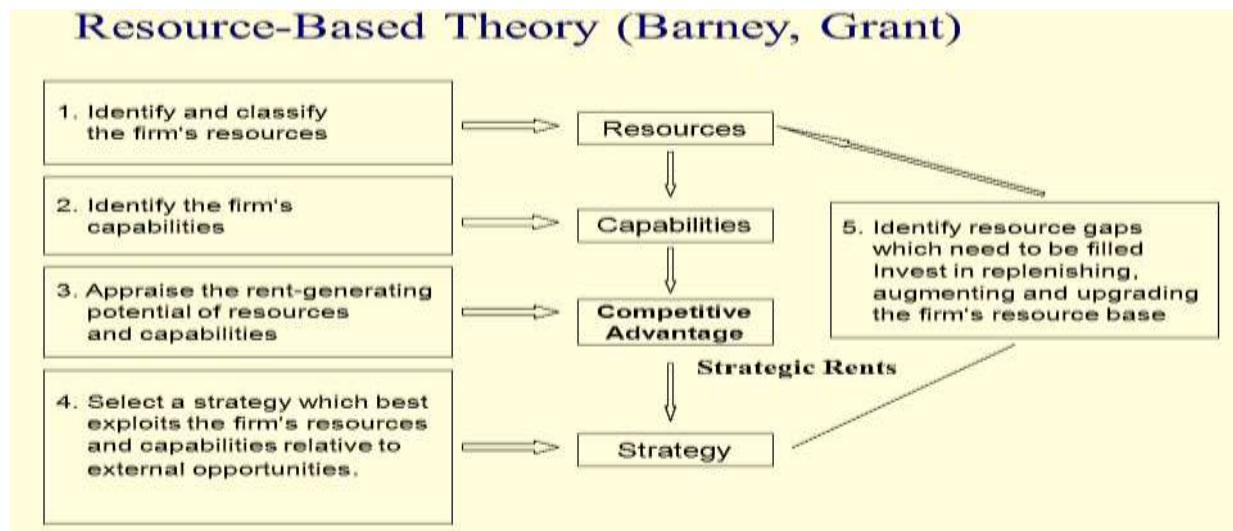 Resource-Based Theory (Barney, Grant)
1. Identify and classify
the firm's resources
Resources
2. Identify the firm's
capabilities
Capabilities
3. Appraise the rent-generating
potential of resources
and capabilities
Competitive
Advantage
Strategic Rents
4. Select a strategy which best
exploits the firm's resources
and capabilities relative to
external opportunities.
Strategy
5. Identify resource gaps
which need to be filled
Invest in replenishing,
augmenting and upgrading
the firm's resource base